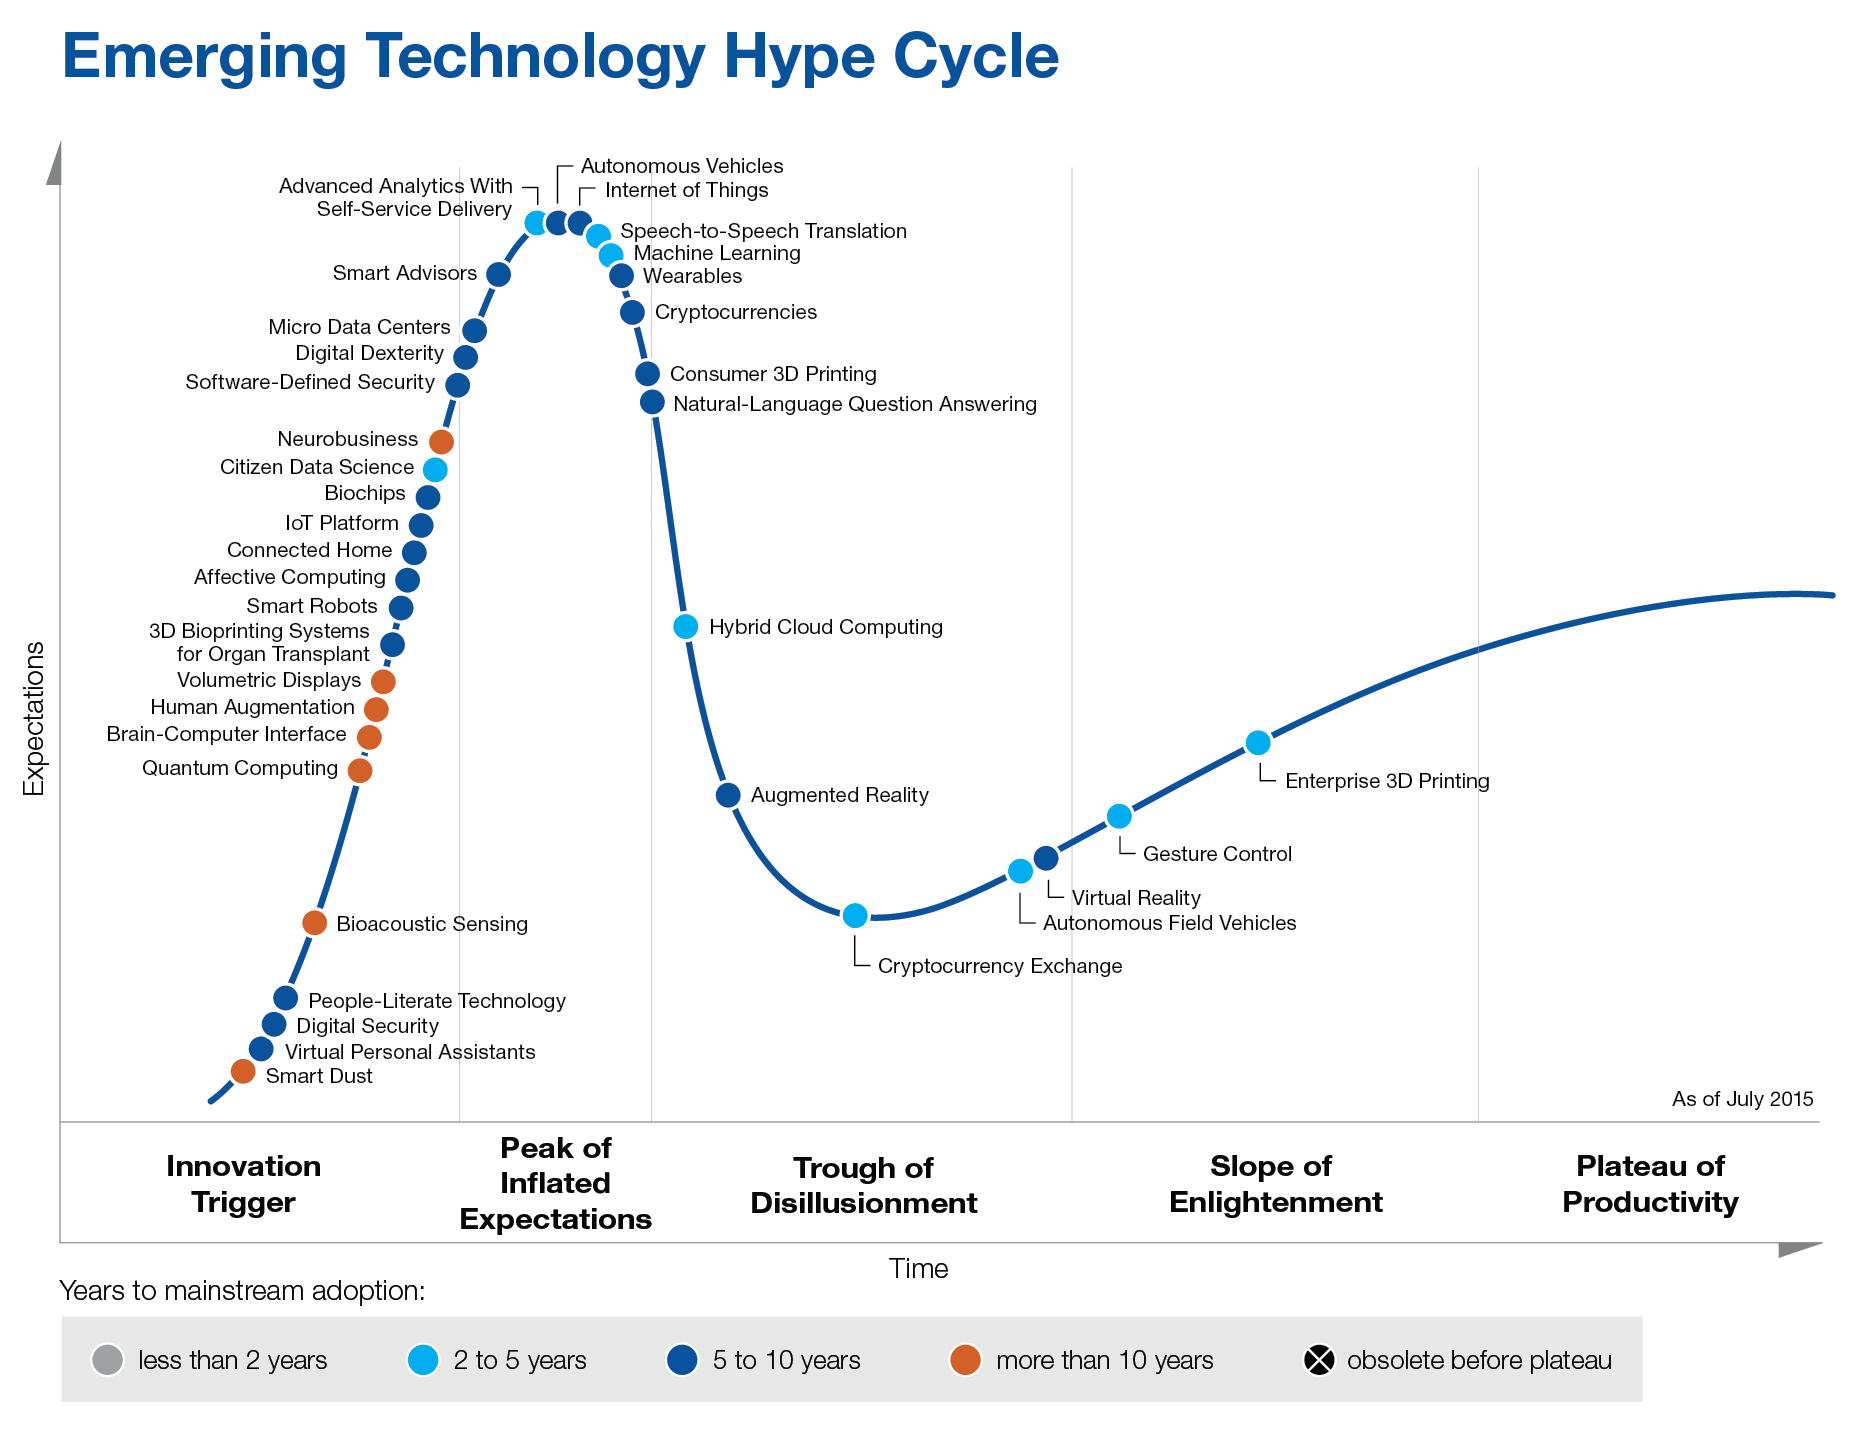 Emerging Technology Hype Cycle
Expectations
Autonomous Vehicles
Advanced Analytics With
Self-Service Delivery
Internet of Things
Speech-to-Speech Translation
Machine Learning
Smart Advisors
Wearables
Cryptocurrencies
Micro Data Centers
Digital Dexterity
Consumer 3D Printing
Software-Defined Security
Natural-Language Question Answering
Neurobusiness
Citizen Data Science
Biochips
IoT Platform
Connected Home
Affective Computing
Smart Robots
3D Bioprinting Systems
for Organ Transplant
Hybrid Cloud Computing
Volumetric Displays
Human Augmentation
Brain-Computer Interface
Quantum Computing
Augmented Reality
Enterprise 3D Printing
Gesture Control
Virtual Reality
Autonomous Field Vehicles
Bioacoustic Sensing
Cryptocurrency Exchange
People-Literate Technology
Digital Security
Virtual Personal Assistants
Smart Dust
As of July 2015
Innovation
Trigger
Peak of
Inflated
Expectations
Trough of
Disillusionment
Slope of
Enlightenment
Plateau of
Productivity
Time
Years to mainstream adoption:
less than 2 years
2 to 5 years
5 to 10 years
more than 10 years
obsolete before plateau